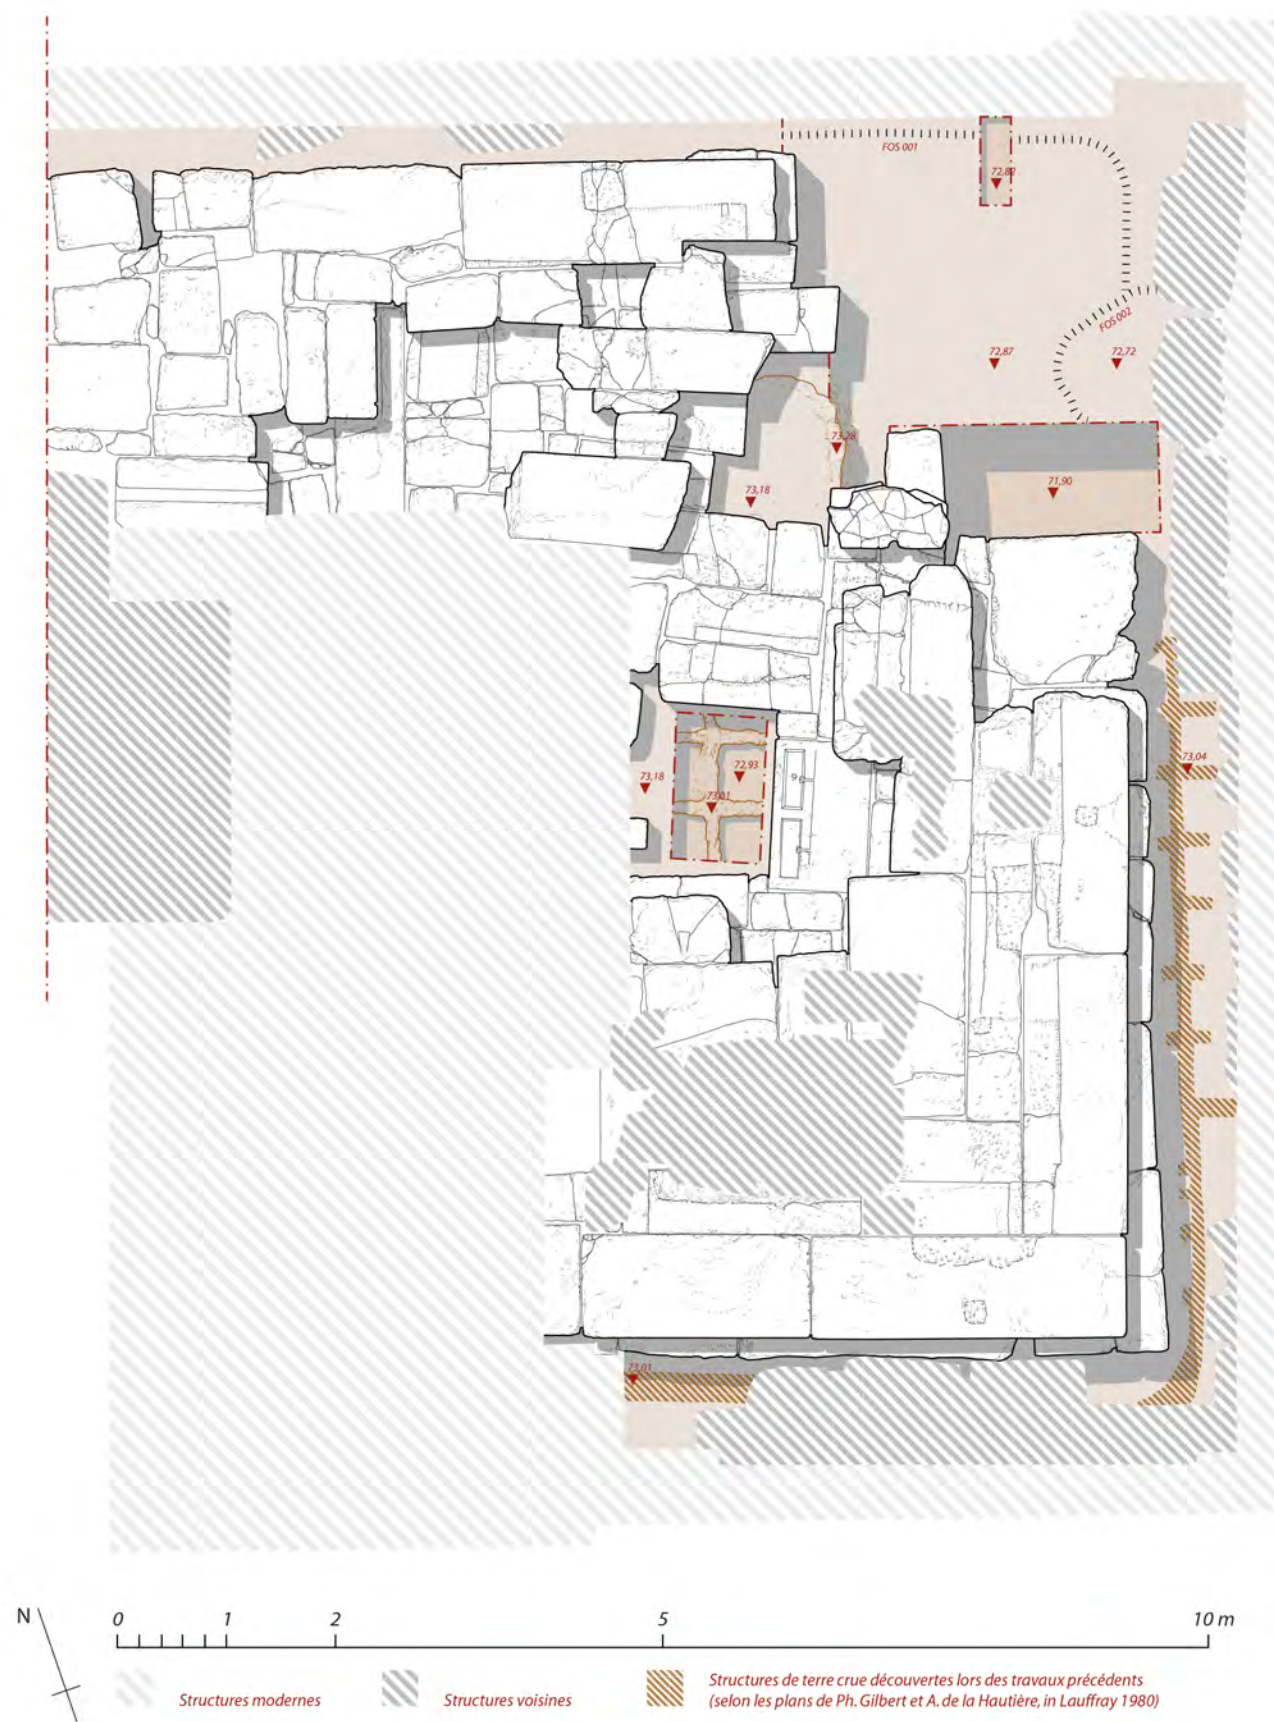 FOS 001
72,82
FOS 002
72,87
72,72
73,28
73,18
71,90
73,18
72,93
73,01
73,04
73,01
N
0 1 2 5 10 m
Structures modernes
Structures voisines
Structures de terre crue découvertes lors des travaux précédents
(selon les plans de Ph. Gilbert et A. de la Hautière, in Lauffray 1980)